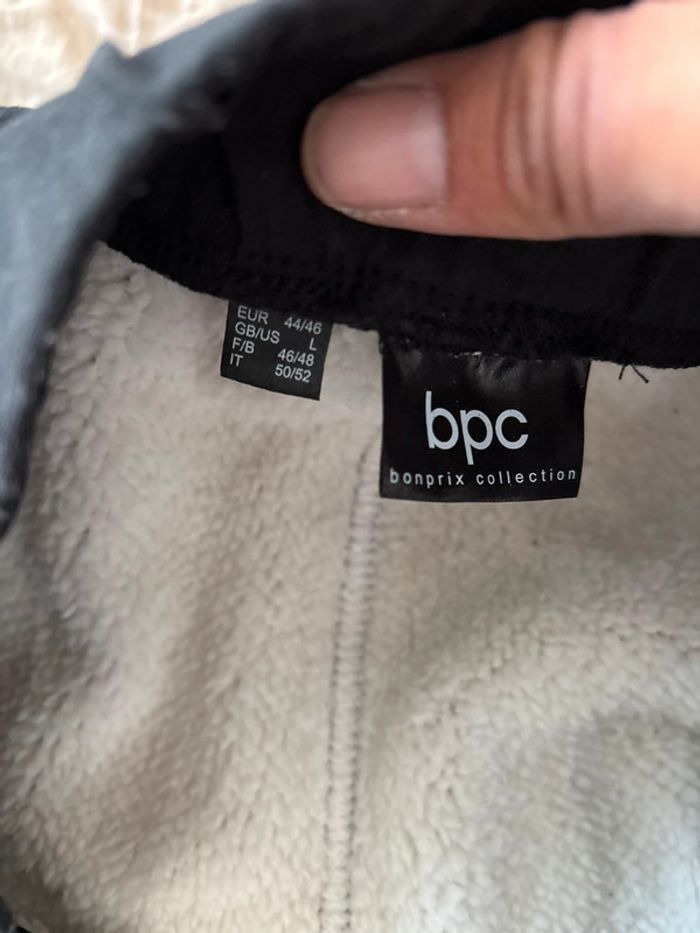 EUR 44/46
GB/US L
F/B 46/48
IT 50/52
bpc
bonprix collection